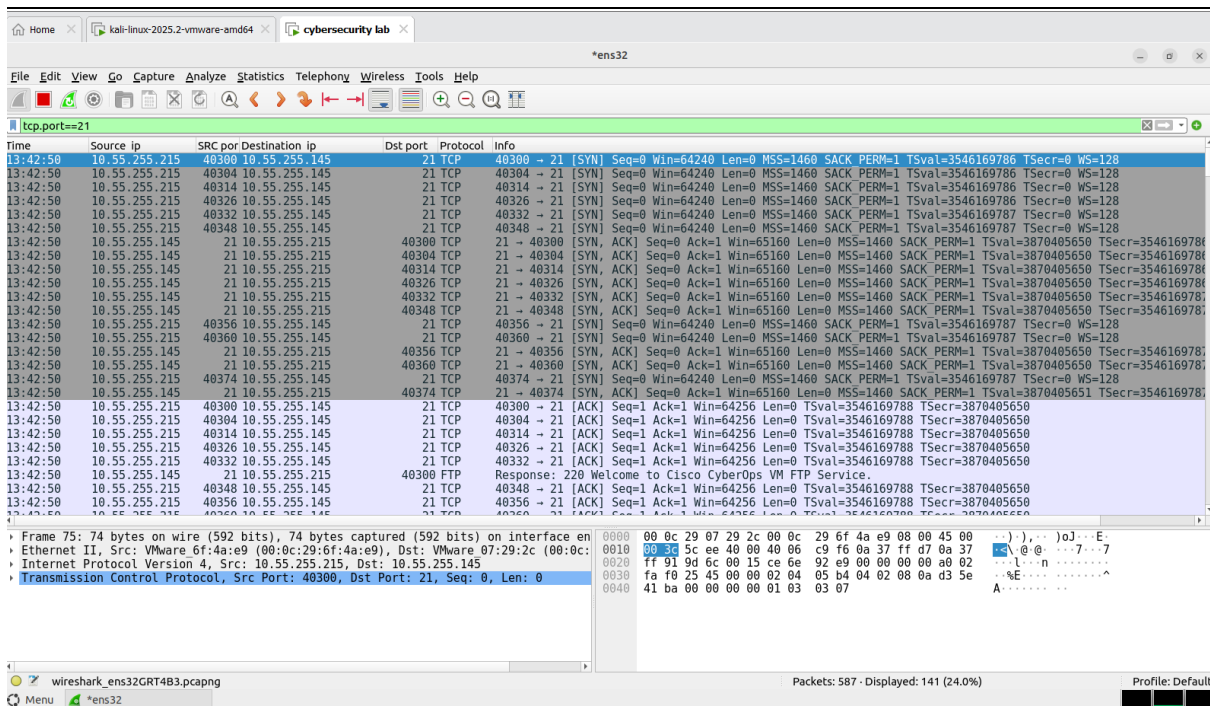 Home kali-linux-2025.2-vmware-amd64 cybersecurity lab
*ens32
File Edit View Go Capture Analyze Statistics Telephony Wireless Tools Help
tcp.port==21
Time Source ip SRC por Destination ip Dst port Protocol Info
13:42:50 10.55.255.215 40300 10.55.255.145 21 TCP 40300 → 21 [SYN] Seq=0 Win=64240 Len=0 MSS=1460 SACK_PERM=1 TSval=3546169786 TSecr=0 WS=128
13:42:50 10.55.255.215 40304 10.55.255.145 21 TCP 40304 → 21 [SYN] Seq=0 Win=64240 Len=0 MSS=1460 SACK_PERM=1 TSval=3546169786 TSecr=0 WS=128
13:42:50 10.55.255.215 40314 10.55.255.145 21 TCP 40314 → 21 [SYN] Seq=0 Win=64240 Len=0 MSS=1460 SACK_PERM=1 TSval=3546169786 TSecr=0 WS=128
13:42:50 10.55.255.215 40326 10.55.255.145 21 TCP 40326 → 21 [SYN] Seq=0 Win=64240 Len=0 MSS=1460 SACK_PERM=1 TSval=3546169786 TSecr=0 WS=128
13:42:50 10.55.255.215 40332 10.55.255.145 21 TCP 40332 → 21 [SYN] Seq=0 Win=64240 Len=0 MSS=1460 SACK_PERM=1 TSval=3546169787 TSecr=0 WS=128
13:42:50 10.55.255.215 40348 10.55.255.145 21 TCP 40348 → 21 [SYN] Seq=0 Win=64240 Len=0 MSS=1460 SACK_PERM=1 TSval=3546169787 TSecr=0 WS=128
13:42:50 10.55.255.145 21 10.55.255.215 40300 TCP 21 → 40300 [SYN, ACK] Seq=0 Ack=1 Win=65160 Len=0 MSS=1460 SACK_PERM=1 TSval=3870405650 TSecr=3546169786
13:42:50 10.55.255.145 21 10.55.255.215 40304 TCP 21 → 40304 [SYN, ACK] Seq=0 Ack=1 Win=65160 Len=0 MSS=1460 SACK_PERM=1 TSval=3870405650 TSecr=3546169786
13:42:50 10.55.255.145 21 10.55.255.215 40314 TCP 21 → 40314 [SYN, ACK] Seq=0 Ack=1 Win=65160 Len=0 MSS=1460 SACK_PERM=1 TSval=3870405650 TSecr=3546169786
13:42:50 10.55.255.145 21 10.55.255.215 40326 TCP 21 → 40326 [SYN, ACK] Seq=0 Ack=1 Win=65160 Len=0 MSS=1460 SACK_PERM=1 TSval=3870405650 TSecr=3546169786
13:42:50 10.55.255.145 21 10.55.255.215 40332 TCP 21 → 40332 [SYN, ACK] Seq=0 Ack=1 Win=65160 Len=0 MSS=1460 SACK_PERM=1 TSval=3870405650 TSecr=3546169787
13:42:50 10.55.255.145 21 10.55.255.215 40348 TCP 21 → 40348 [SYN, ACK] Seq=0 Ack=1 Win=65160 Len=0 MSS=1460 SACK_PERM=1 TSval=3870405650 TSecr=3546169787
13:42:50 10.55.255.215 40356 10.55.255.145 21 TCP 40356 → 21 [SYN] Seq=0 Win=64240 Len=0 MSS=1460 SACK_PERM=1 TSval=3546169787 TSecr=0 WS=128
13:42:50 10.55.255.215 40360 10.55.255.145 21 TCP 40360 → 21 [SYN] Seq=0 Win=64240 Len=0 MSS=1460 SACK_PERM=1 TSval=3546169787 TSecr=0 WS=128
13:42:50 10.55.255.145 21 10.55.255.215 40356 TCP 21 → 40356 [SYN, ACK] Seq=0 Ack=1 Win=65160 Len=0 MSS=1460 SACK_PERM=1 TSval=3870405650 TSecr=3546169787
13:42:50 10.55.255.145 21 10.55.255.215 40360 TCP 21 → 40360 [SYN, ACK] Seq=0 Ack=1 Win=65160 Len=0 MSS=1460 SACK_PERM=1 TSval=3870405650 TSecr=3546169787
13:42:50 10.55.255.215 40374 10.55.255.145 21 TCP 40374 → 21 [SYN] Seq=0 Win=64240 Len=0 MSS=1460 SACK_PERM=1 TSval=3546169787 TSecr=0 WS=128
13:42:50 10.55.255.145 21 10.55.255.215 40374 TCP 21 → 40374 [SYN, ACK] Seq=0 Ack=1 Win=65160 Len=0 MSS=1460 SACK_PERM=1 TSval=3870405651 TSecr=3546169787
13:42:50 10.55.255.215 40300 10.55.255.145 21 TCP 40300 → 21 [ACK] Seq=1 Ack=1 Win=64256 Len=0 TSval=3546169788 TSecr=3870405650
13:42:50 10.55.255.215 40304 10.55.255.145 21 TCP 40304 → 21 [ACK] Seq=1 Ack=1 Win=64256 Len=0 TSval=3546169788 TSecr=3870405650
13:42:50 10.55.255.215 40314 10.55.255.145 21 TCP 40314 → 21 [ACK] Seq=1 Ack=1 Win=64256 Len=0 TSval=3546169788 TSecr=3870405650
13:42:50 10.55.255.215 40326 10.55.255.145 21 TCP 40326 → 21 [ACK] Seq=1 Ack=1 Win=64256 Len=0 TSval=3546169788 TSecr=3870405650
13:42:50 10.55.255.215 40332 10.55.255.145 21 TCP 40332 → 21 [ACK] Seq=1 Ack=1 Win=64256 Len=0 TSval=3546169788 TSecr=3870405650
13:42:50 10.55.255.145 21 10.55.255.215 40300 FTP Response: 220 Welcome to Cisco CyberOps VM FTP Service.
13:42:50 10.55.255.215 40348 10.55.255.145 21 TCP 40348 → 21 [ACK] Seq=1 Ack=1 Win=64256 Len=0 TSval=3546169788 TSecr=3870405650
13:42:50 10.55.255.215 40356 10.55.255.145 21 TCP 40356 → 21 [ACK] Seq=1 Ack=1 Win=64256 Len=0 TSval=3546169788 TSecr=3870405650
Frame 75: 74 bytes on wire (592 bits), 74 bytes captured (592 bits) on interface en
Ethernet II, Src: VMware_6f:4a:e9 (00:0c:29:6f:4a:e9), Dst: VMware_07:29:2c (00:0c:
Internet Protocol Version 4, Src: 10.55.255.215, Dst: 10.55.255.145
Transmission Control Protocol, Src Port: 40300, Dst Port: 21, Seq: 0, Len: 0
0000 00 0c 29 07 29 2c 00 0c 29 6f 4a e9 08 00 45 00 ··)·),·· )oJ···E·
0010 00 3c 5c ee 40 00 40 06 c9 f6 0a 37 ff d7 0a 37 ·<\·@·@· ···7···7
0020 ff 91 9d 6c 00 15 ce 6e 92 e9 00 00 00 00 a0 02 ···l···n ········
0030 fa f0 25 45 00 00 02 04 05 b4 04 02 08 0a d3 5e ··%E···· ·······^
0040 41 ba 00 00 00 00 01 03 03 07 A······· ··
wireshark_ens32GRT4B3.pcapng Packets: 587 · Displayed: 141 (24.0%) Profile: Default
Menu *ens32